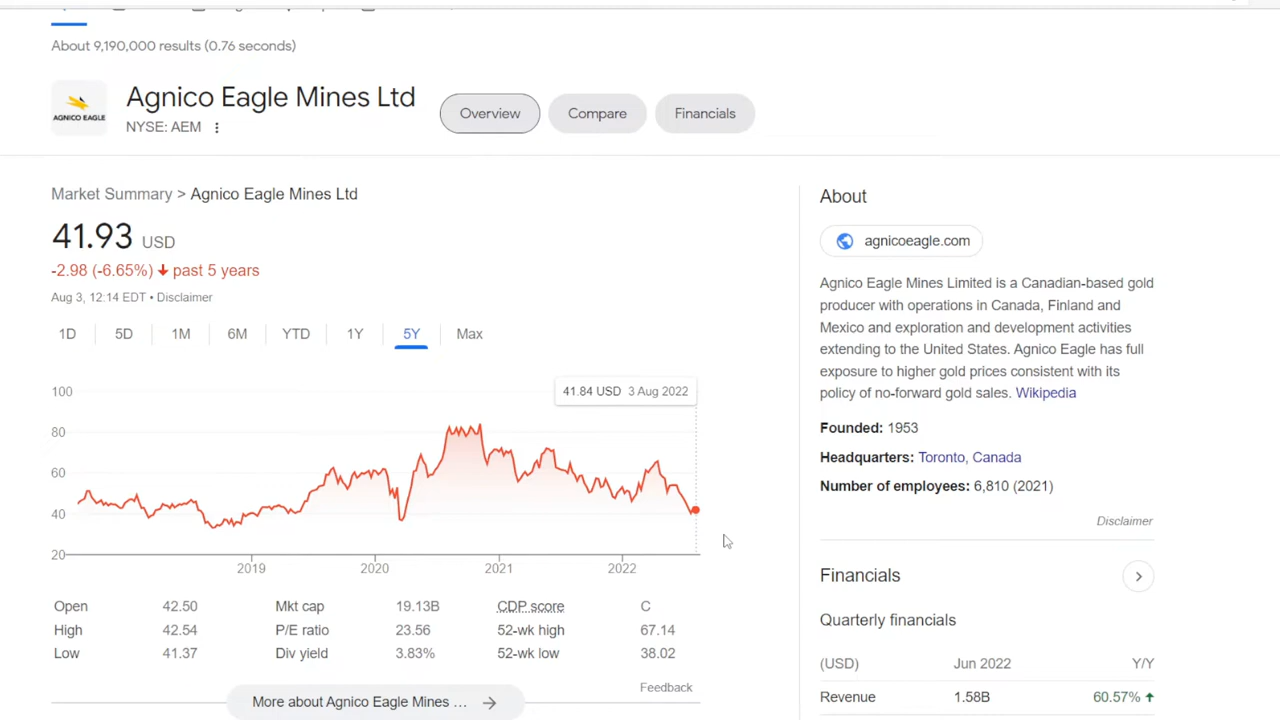 About 9,190,000 results (0.76 seconds)
AGNICO EAGLE
Agnico Eagle Mines Ltd
NYSE: AEM
Overview
Compare
Financials
Market Summary > Agnico Eagle Mines Ltd
41.93 USD
-2.98 (-6.65%) ↓ past 5 years
Aug 3, 12:14 EDT • Disclaimer
1D 5D 1M 6M YTD 1Y 5Y Max
41.84 USD 3 Aug 2022
100
80
60
40
20
2019 2020 2021 2022
Open 42.50 Mkt cap 19.13B CDP score C
High 42.54 P/E ratio 23.56 52-wk high 67.14
Low 41.37 Div yield 3.83% 52-wk low 38.02
Feedback
More about Agnico Eagle Mines ... →
About
agnicoeagle.com
Agnico Eagle Mines Limited is a Canadian-based gold
producer with operations in Canada, Finland and
Mexico and exploration and development activities
extending to the United States. Agnico Eagle has full
exposure to higher gold prices consistent with its
policy of no-forward gold sales. Wikipedia
Founded: 1953
Headquarters: Toronto, Canada
Number of employees: 6,810 (2021)
Disclaimer
Financials
Quarterly financials
(USD) Jun 2022 Y/Y
Revenue 1.58B 60.57% ↑